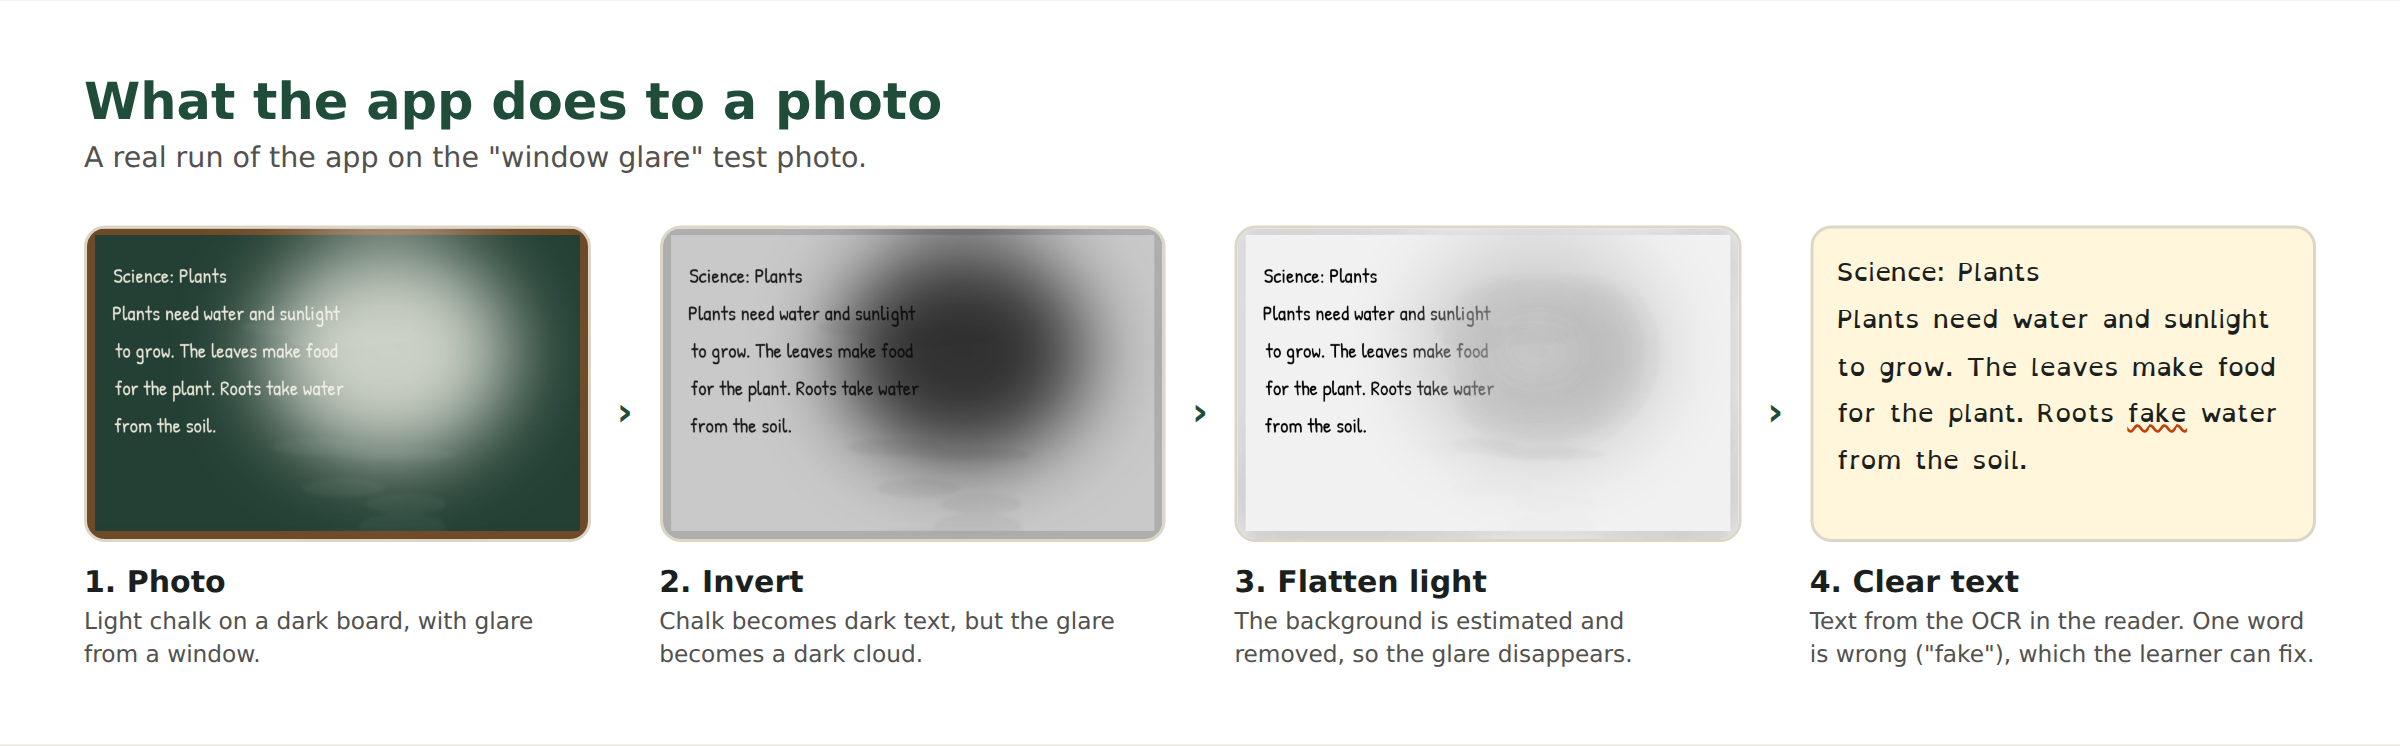 What the app does to a photo
A real run of the app on the "window glare" test photo.
Science: Plants
Plants need water and sunlight
to grow. The leaves make food
for the plant. Roots take water
from the soil.
1. Photo
Light chalk on a dark board, with glare
from a window.
›
Science: Plants
Plants need water and sunlight
to grow. The leaves make food
for the plant. Roots take water
from the soil.
2. Invert
Chalk becomes dark text, but the glare
becomes a dark cloud.
›
Science: Plants
Plants need water and sunlight
to grow. The leaves make food
for the plant. Roots take water
from the soil.
3. Flatten light
The background is estimated and
removed, so the glare disappears.
›
Science: Plants
Plants need water and sunlight
to grow. The leaves make food
for the plant. Roots fake water
from the soil.
4. Clear text
Text from the OCR in the reader. One word
is wrong ("fake"), which the learner can fix.